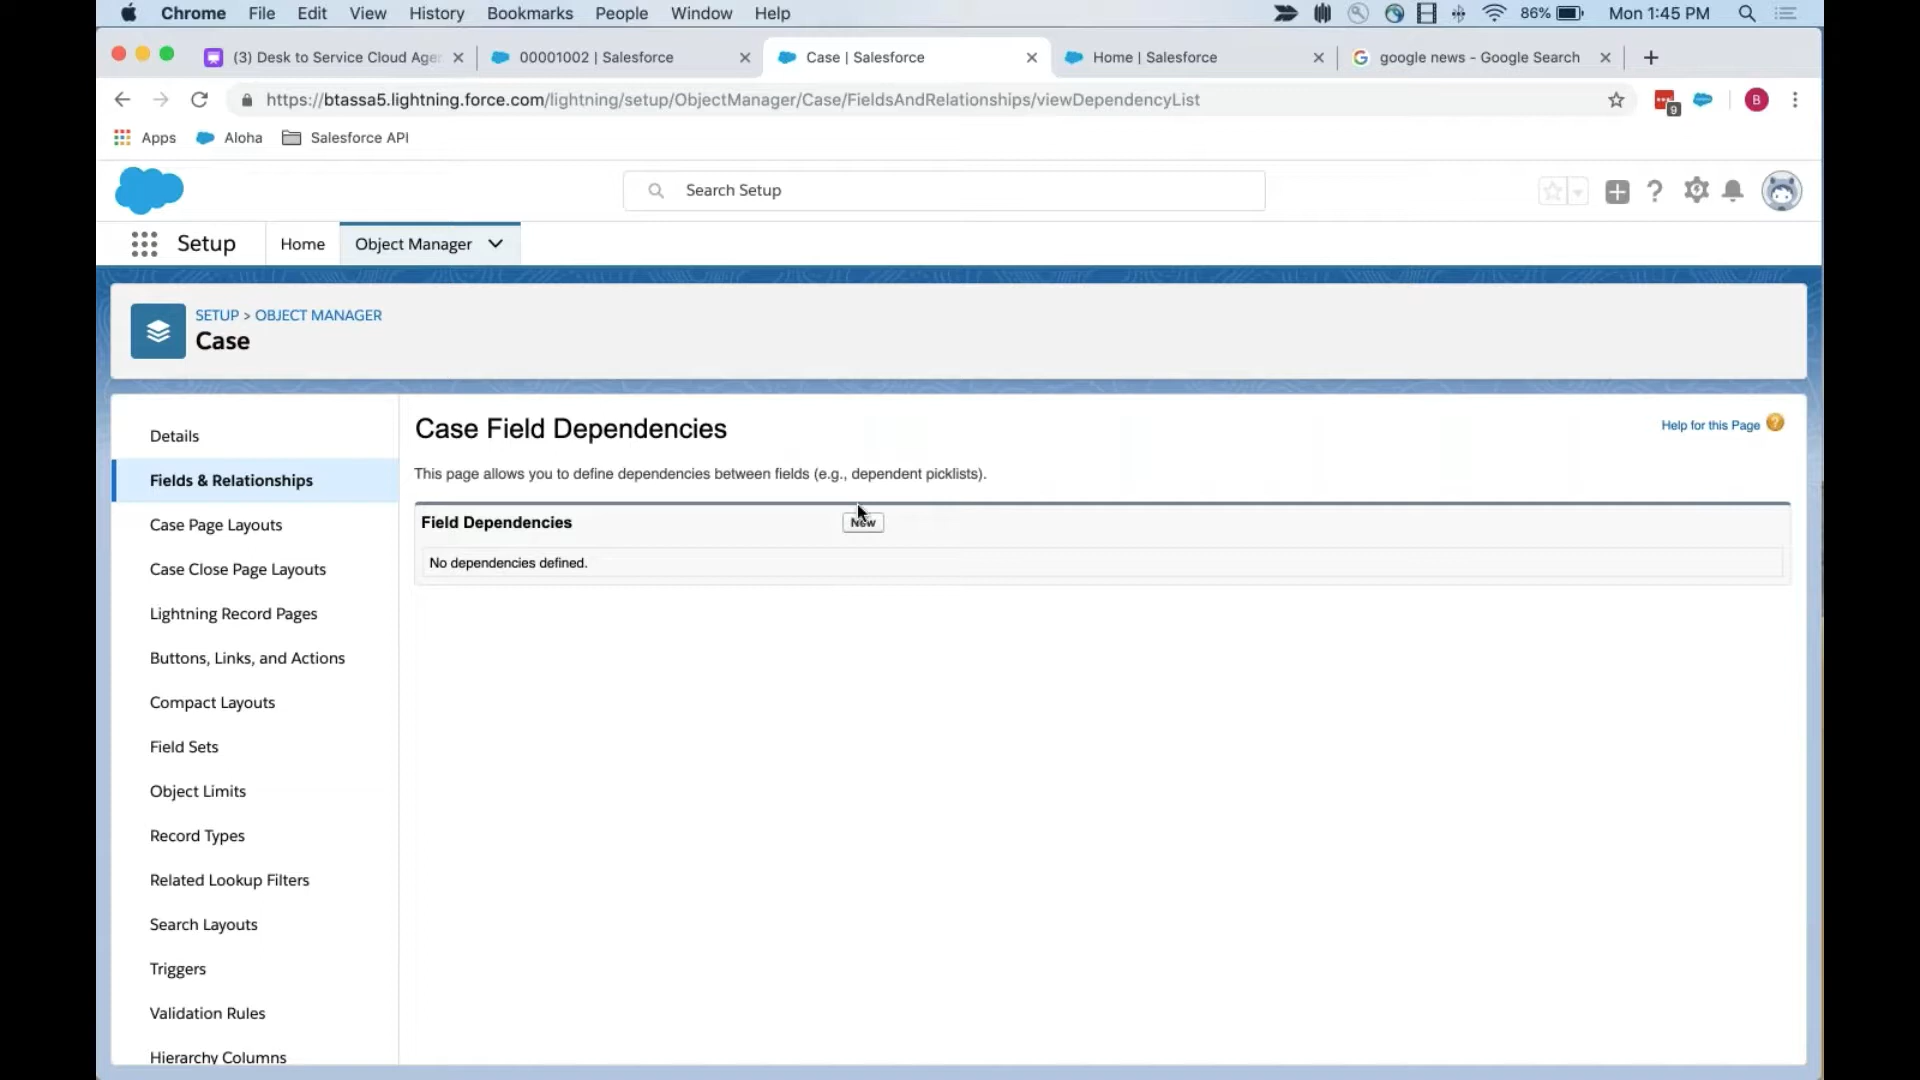 Chrome File Edit View History Bookmarks People Window Help 86% Mon 1:45 PM
(3) Desk to Service Cloud Age 00001002 | Salesforce Case | Salesforce Home | Salesforce google news - Google Search
https://btassa5.lightning.force.com/lightning/setup/ObjectManager/Case/FieldsAndRelationships/viewDependencyList 9 B
Apps Aloha Salesforce API
Search Setup
Setup Home Object Manager
SETUP > OBJECT MANAGER
Case
Details
Fields & Relationships
Case Page Layouts
Case Close Page Layouts
Lightning Record Pages
Buttons, Links, and Actions
Compact Layouts
Field Sets
Object Limits
Record Types
Related Lookup Filters
Search Layouts
Triggers
Validation Rules
Hierarchy Columns
Case Field Dependencies
Help for this Page ?
This page allows you to define dependencies between fields (e.g., dependent picklists).
Field Dependencies New
No dependencies defined.